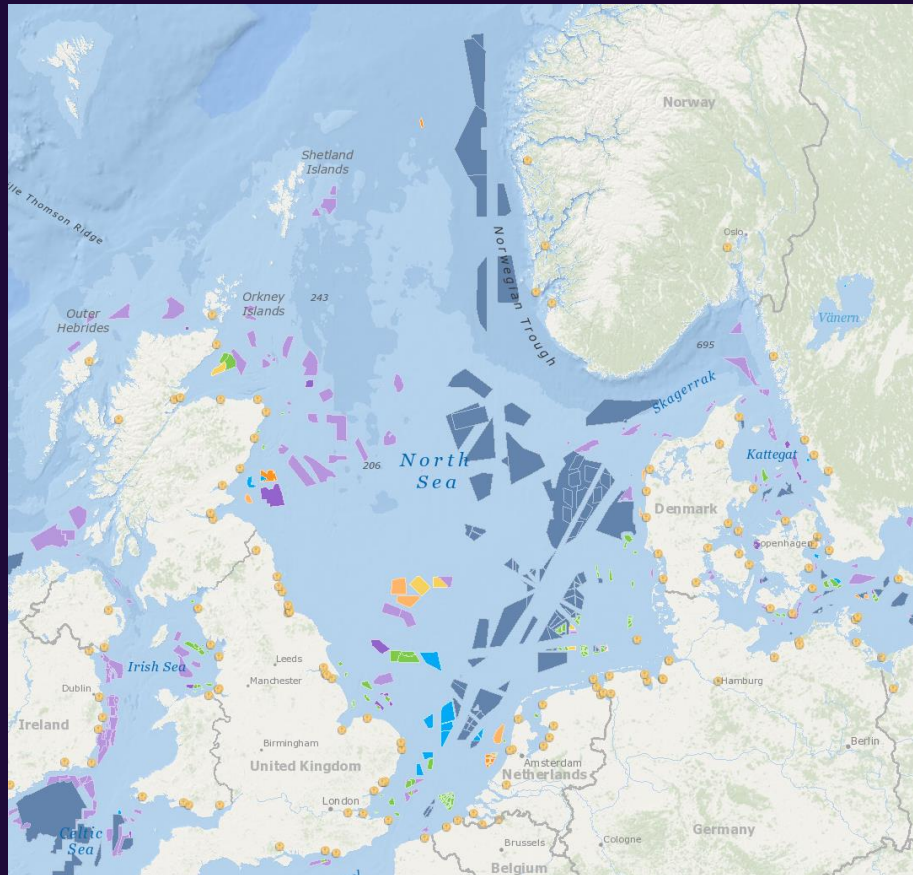 Norway
Shetland
Islands
lle Thomson Ridge
Oslo
Norwegian Trough
243
Orkney
Islands
Outer
Hebrides
Vänern
695
Skagerrak
206
North
Sea
Kattegat
Denmark
Copenhagen
Irish Sea
Leeds
Manchester
Dublin
Ireland
Hamburg
Birmingham
United Kingdom
Berlin
Amsterdam
Netherlands
London
Celtic
Sea
Brussels
Belgium
Cologne
Germany